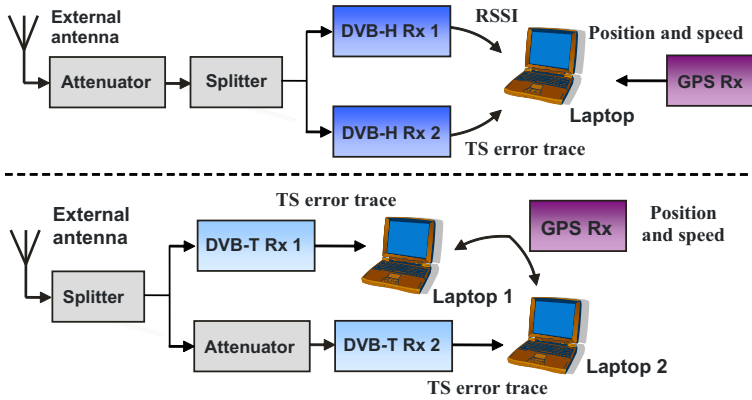 External
antenna
Attenuator
Splitter
DVB-H Rx 1
RSSI
DVB-H Rx 2
TS error trace
Laptop
Position and speed
GPS Rx
External
antenna
Splitter
DVB-T Rx 1
TS error trace
Laptop 1
GPS Rx
Position
and speed
Attenuator
DVB-T Rx 2
TS error trace
Laptop 2